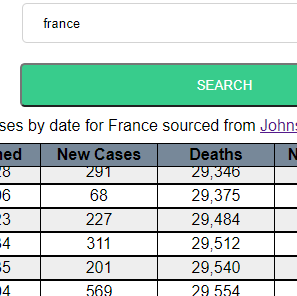 france
SEARCH
ses by date for France sourced from Johns
ned New Cases Deaths N
28 291 29,346
96 68 29,375
23 227 29,484
34 311 29,512
35 201 29,540
04 569 29,554